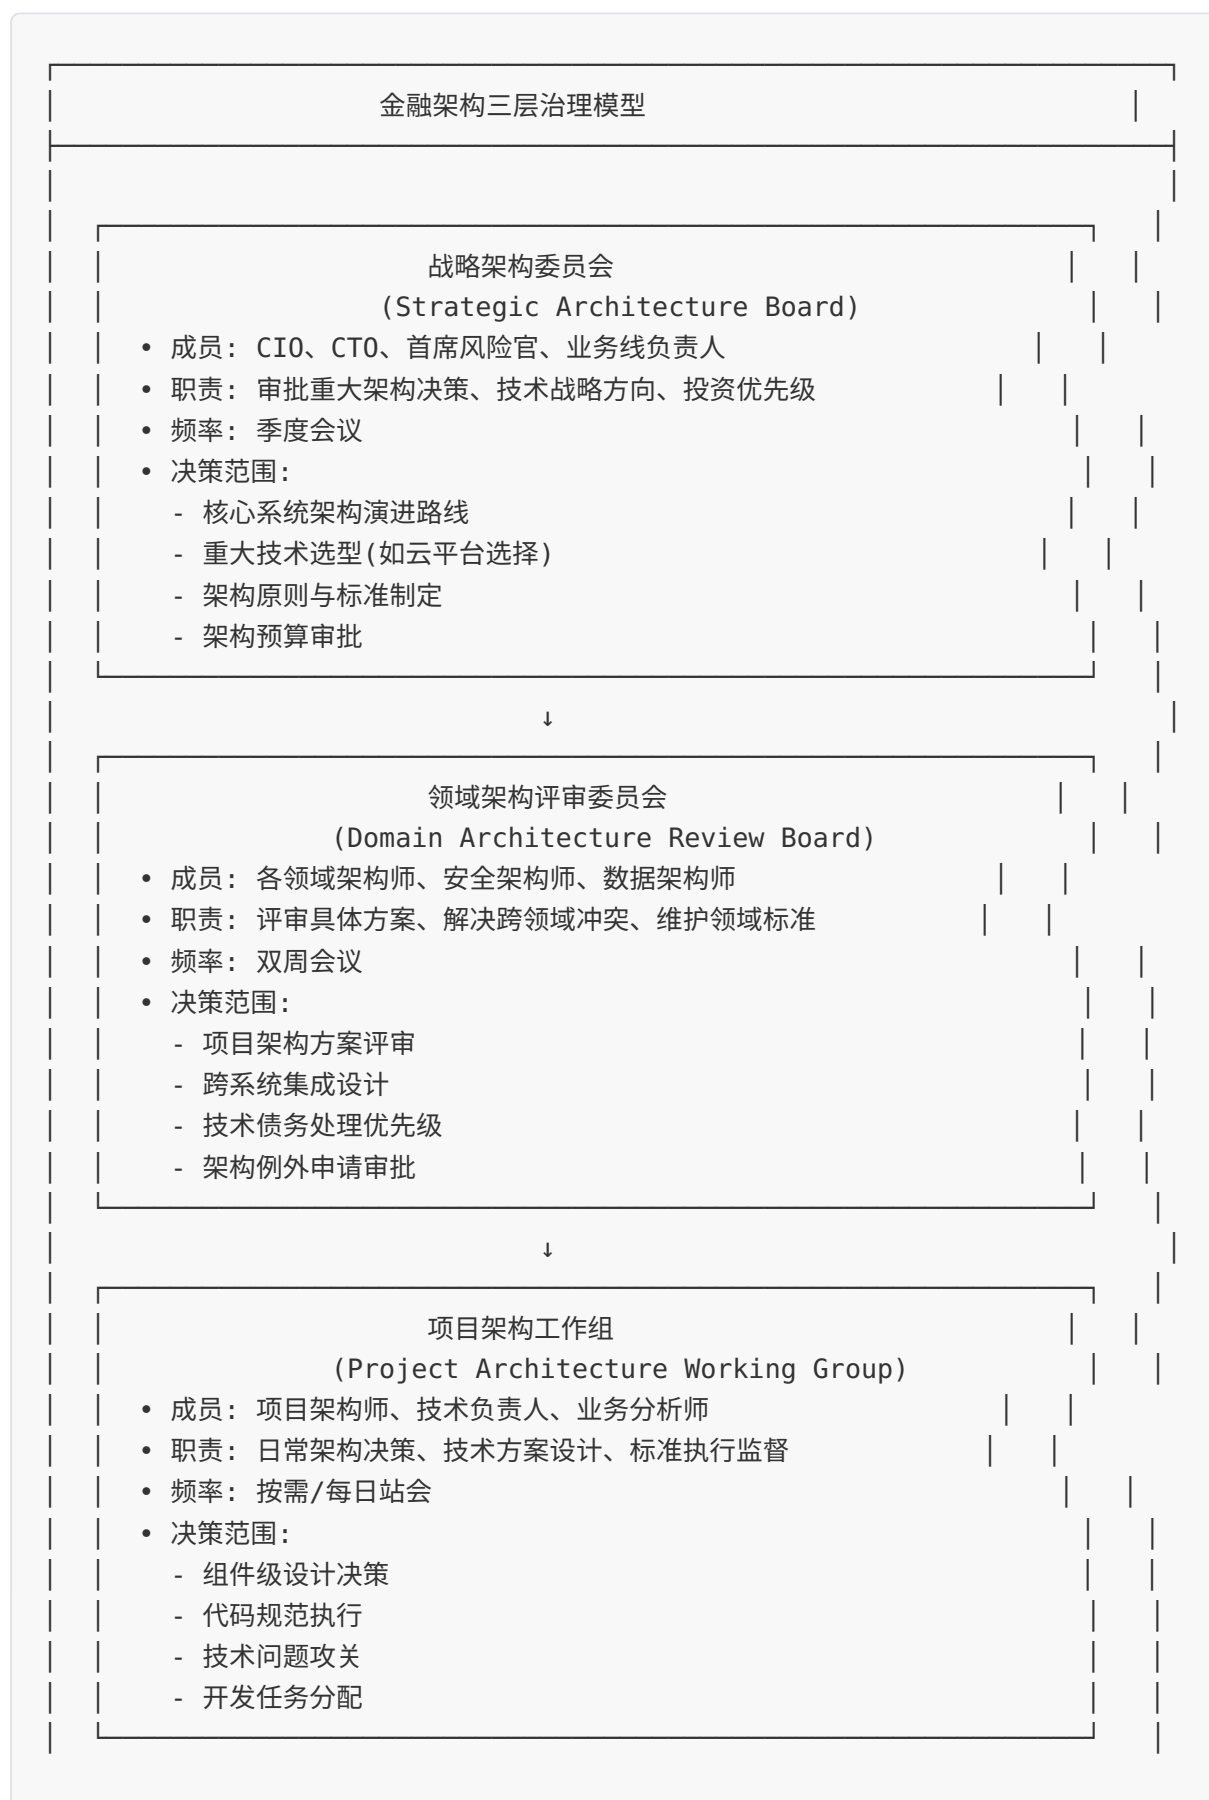 金融架构三层治理模型
战略架构委员会
(Strategic Architecture Board)
• 成员: CIO、CTO、首席风险官、业务线负责人
• 职责: 审批重大架构决策、技术战略方向、投资优先级
• 频率: 季度会议
• 决策范围:
- 核心系统架构演进路线
- 重大技术选型(如云平台选择)
- 架构原则与标准制定
- 架构预算审批
↓
领域架构评审委员会
(Domain Architecture Review Board)
• 成员: 各领域架构师、安全架构师、数据架构师
• 职责: 评审具体方案、解决跨领域冲突、维护领域标准
• 频率: 双周会议
• 决策范围:
- 项目架构方案评审
- 跨系统集成设计
- 技术债务处理优先级
- 架构例外申请审批
↓
项目架构工作组
(Project Architecture Working Group)
• 成员: 项目架构师、技术负责人、业务分析师
• 职责: 日常架构决策、技术方案设计、标准执行监督
• 频率: 按需/每日站会
• 决策范围:
- 组件级设计决策
- 代码规范执行
- 技术问题攻关
- 开发任务分配